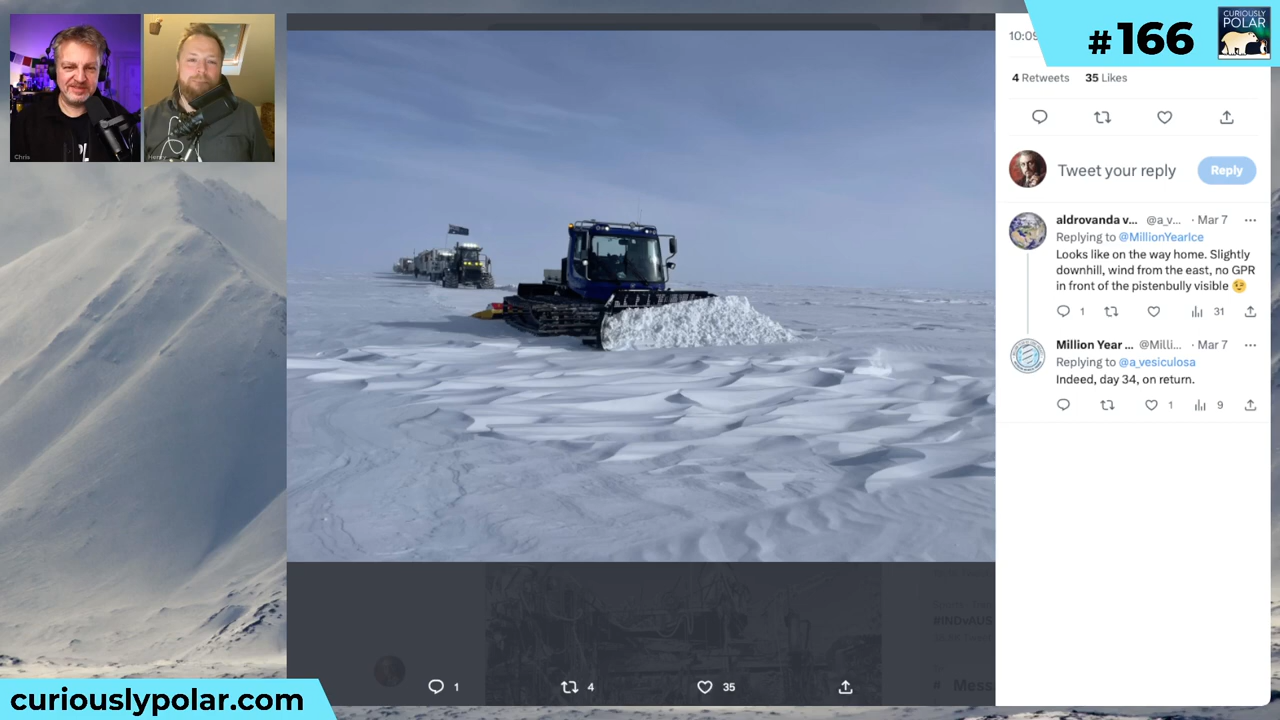 Chris
Henry
#166
CURIOUSLY
POLAR
4 Retweets 35 Likes
Tweet your reply
Reply
aldrovanda v... @a_v... · Mar 7 ···
Replying to @MillionYearIce
Looks like on the way home. Slightly
downhill, wind from the east, no GPR
in front of the pistenbully visible 😉
1 31
Million Year ... @Milli... · Mar 7 ···
Replying to @a_vesiculosa
Indeed, day 34, on return.
1 9
#INDvAUS
1 4 35
curiouslypolar.com